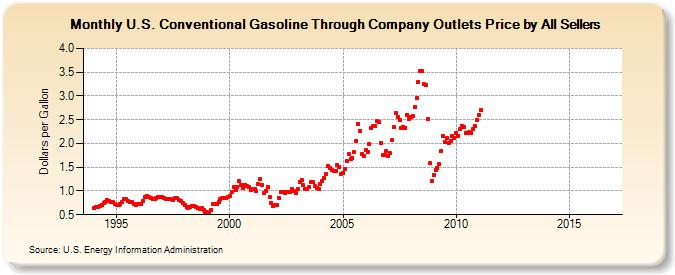 Monthly U.S. Conventional Gasoline Through Company Outlets Price by All Sellers
Dollars per Gallon
4.0
3.5
3.0
2.5
2.0
1.5
1.0
0.5
1995 2000 2005 2010 2015
Source: U.S. Energy Information Administration